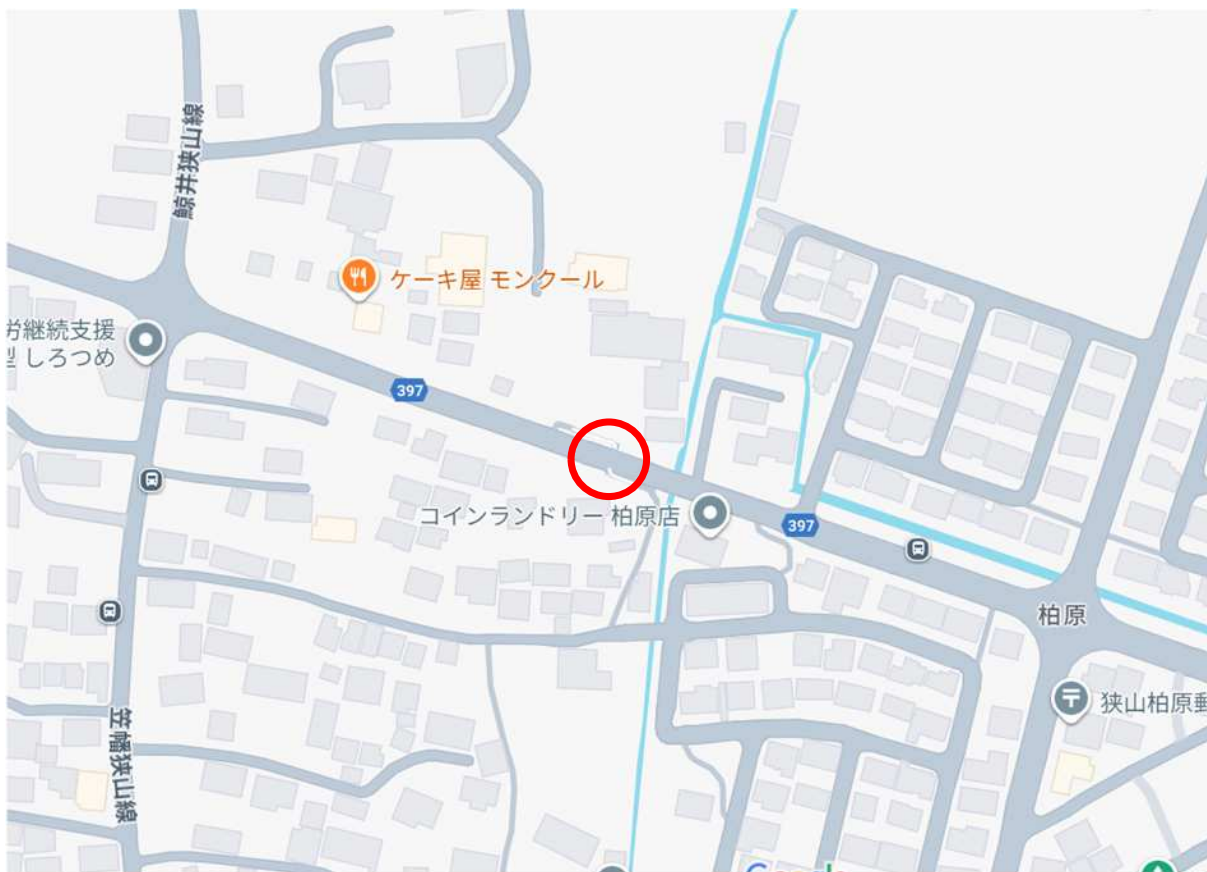 鯨井狭山線
ケーキ屋 モンクール
労継続支援
型 しろつめ
397
コインランドリー 柏原店
397
柏原
狭山柏原郵
笠幡狭山線
Google